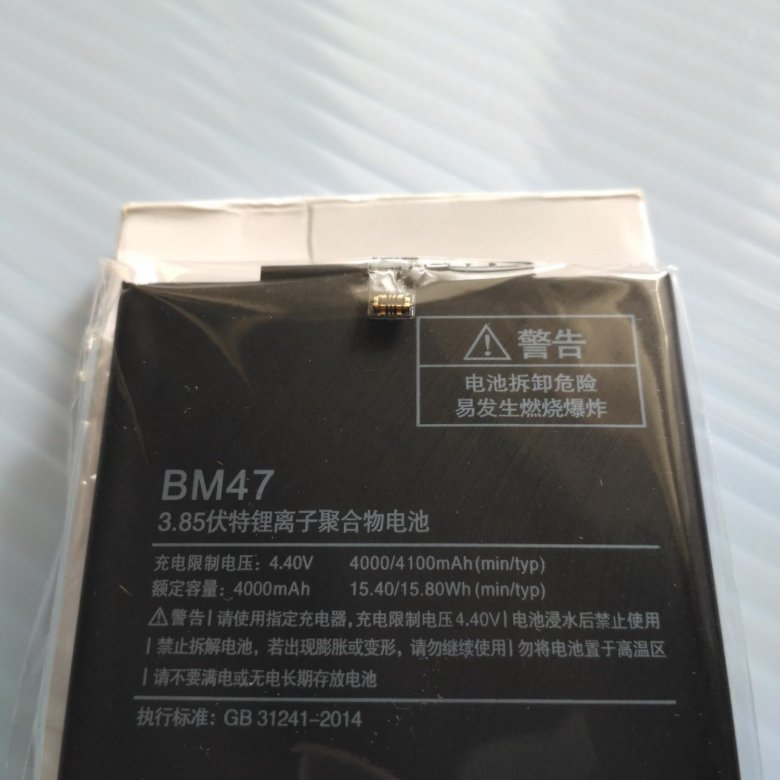 警告
电池拆卸危险
易发生燃烧爆炸
BM47
3.85伏特锂离子聚合物电池
充电限制电压: 4.40V 4000/4100mAh (min/typ)
额定容量: 4000mAh 15.40/15.80Wh (min/typ)
警告 | 请使用指定充电器, 充电限制电压4.40V | 电池浸水后禁止使用
| 禁止拆解电池, 若出现膨胀或变形, 请勿继续使用 | 勿将电池置于高温区
| 请不要满电或无电长期存放电池
执行标准: GB 31241-2014